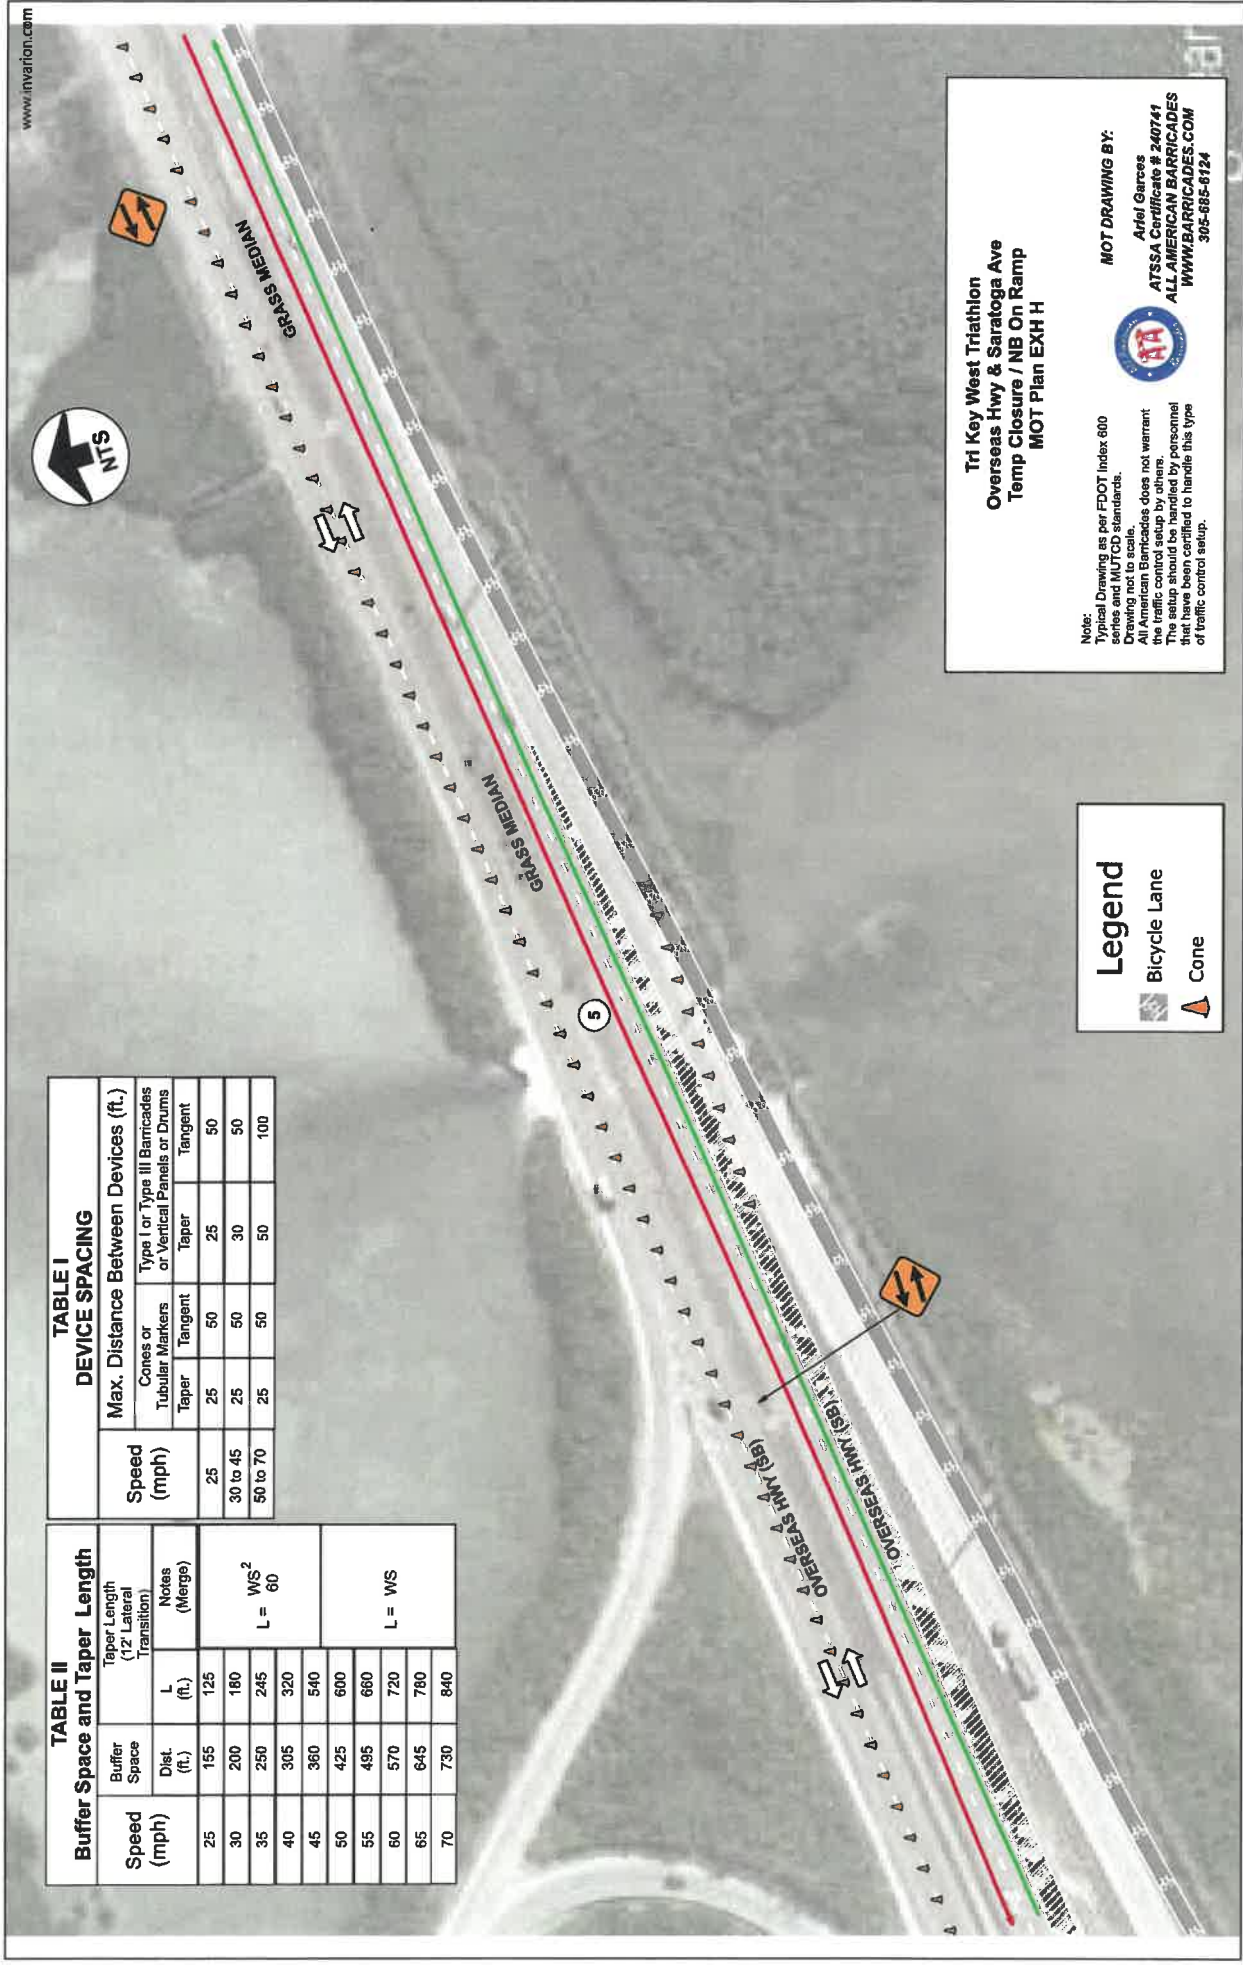 www.invarion.com
TABLE II
Buffer Space and Taper Length
Speed
(mph)
Buffer
Space
Taper Length
(12' Lateral
Transition)
Dist.
(ft.)
L
(ft.)
Notes
(Merge)
25 155 125
30 200 180
35 250 245
40 305 320
45 360 540
50 425 600
55 495 660
60 570 720
65 645 780
70 730 840
L = WS2
60
L = WS
TABLE I
DEVICE SPACING
Speed
(mph)
Max. Distance Between Devices (ft.)
Cones or
Tubular Markers
Type I or Type III Barricades
or Vertical Panels or Drums
Taper Tangent Taper Tangent
25 25 50 25 50
30 to 45 25 50 30 50
50 to 70 25 50 50 100
NTS
GRASS MEDIAN
GRASS MEDIAN
5
OVERSEAS HWY (SB)
OVERSEAS HWY (SB)
Legend
Bicycle Lane
Cone
Tri Key West Triathlon
Overseas Hwy & Saratoga Ave
Temp Closure / NB On Ramp
MOT Plan EXH H
Note:
Typical Drawing as per FDOT Index 600
series and MUTCD standards.
Drawing not to scale.
All American Barricades does not warrant
the traffic control setup by others.
The setup should be handled by personnel
that have been certified to handle this type
of traffic control setup.
AA
MOT DRAWING BY:
Ariel Garces
ATSSA Certificate # 240741
ALL AMERICAN BARRICADES
WWW.BARRICADES.COM
305-685-6124